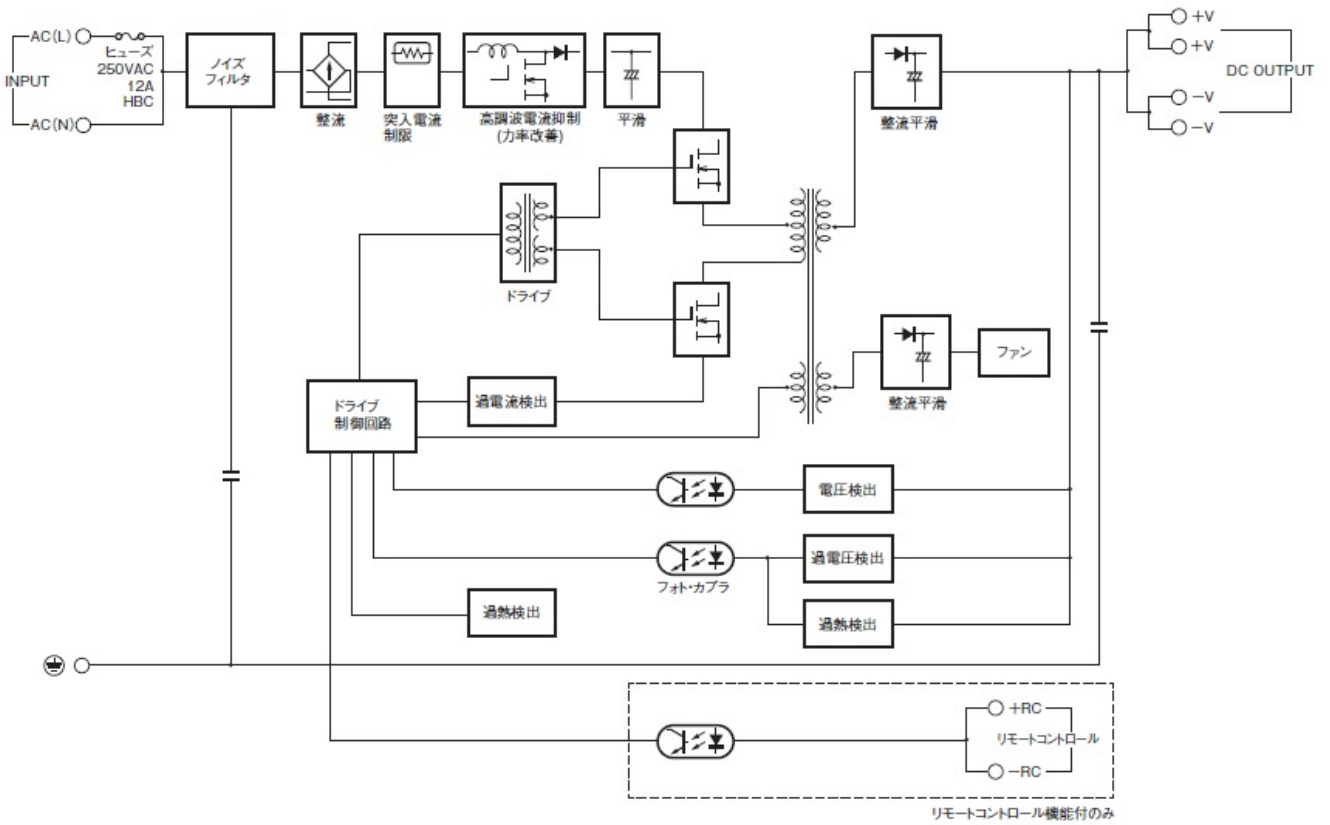 AC(L)
ヒューズ
250VAC
12A
HBC
INPUT
AC(N)
ノイズ
フィルタ
整流
突入電流
制限
高調波電流抑制
(力率改善)
平滑
整流平滑
+V
+V
DC OUTPUT
−V
−V
ドライブ
整流平滑
ファン
ドライブ
制御回路
過電流検出
電圧検出
過電圧検出
フォト・カプラ
過熱検出
過熱検出
+RC
リモートコントロール
−RC
リモートコントロール機能付のみ